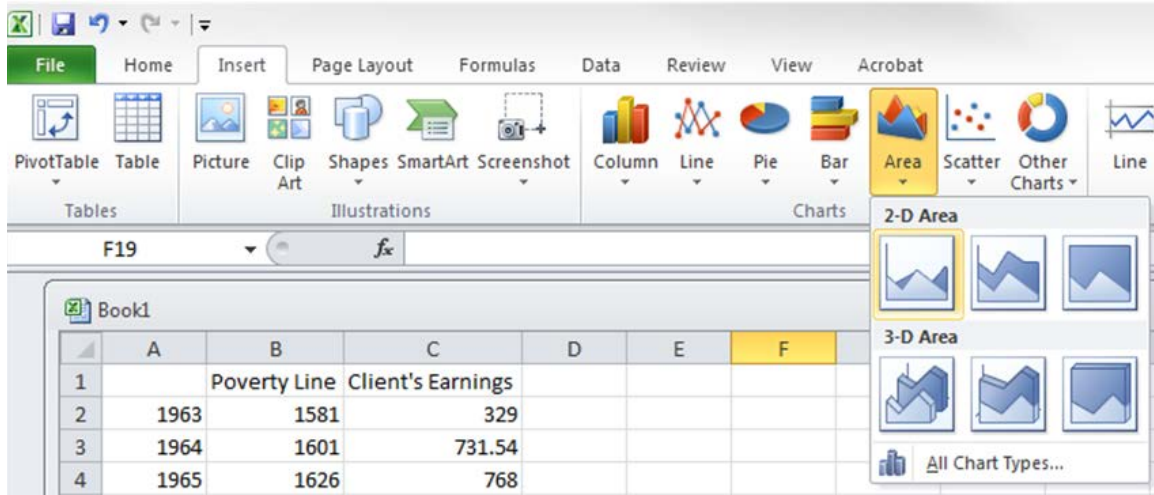 File Home Insert Page Layout Formulas Data Review View Acrobat
PivotTable Table Picture Clip Art Shapes SmartArt Screenshot Column Line Pie Bar Area Scatter Other Charts Line
Tables Illustrations Charts
2-D Area
F19 fx
Book1
3-D Area
A B C D E F
1 Poverty Line Client's Earnings
2 1963 1581 329
3 1964 1601 731.54
4 1965 1626 768
All Chart Types...